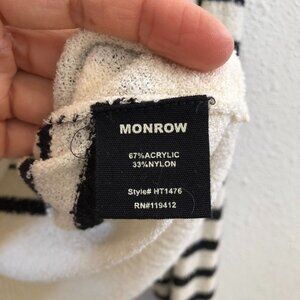 MONROW
67%ACRYLIC
33%NYLON
Style# HT1476
RN#119412